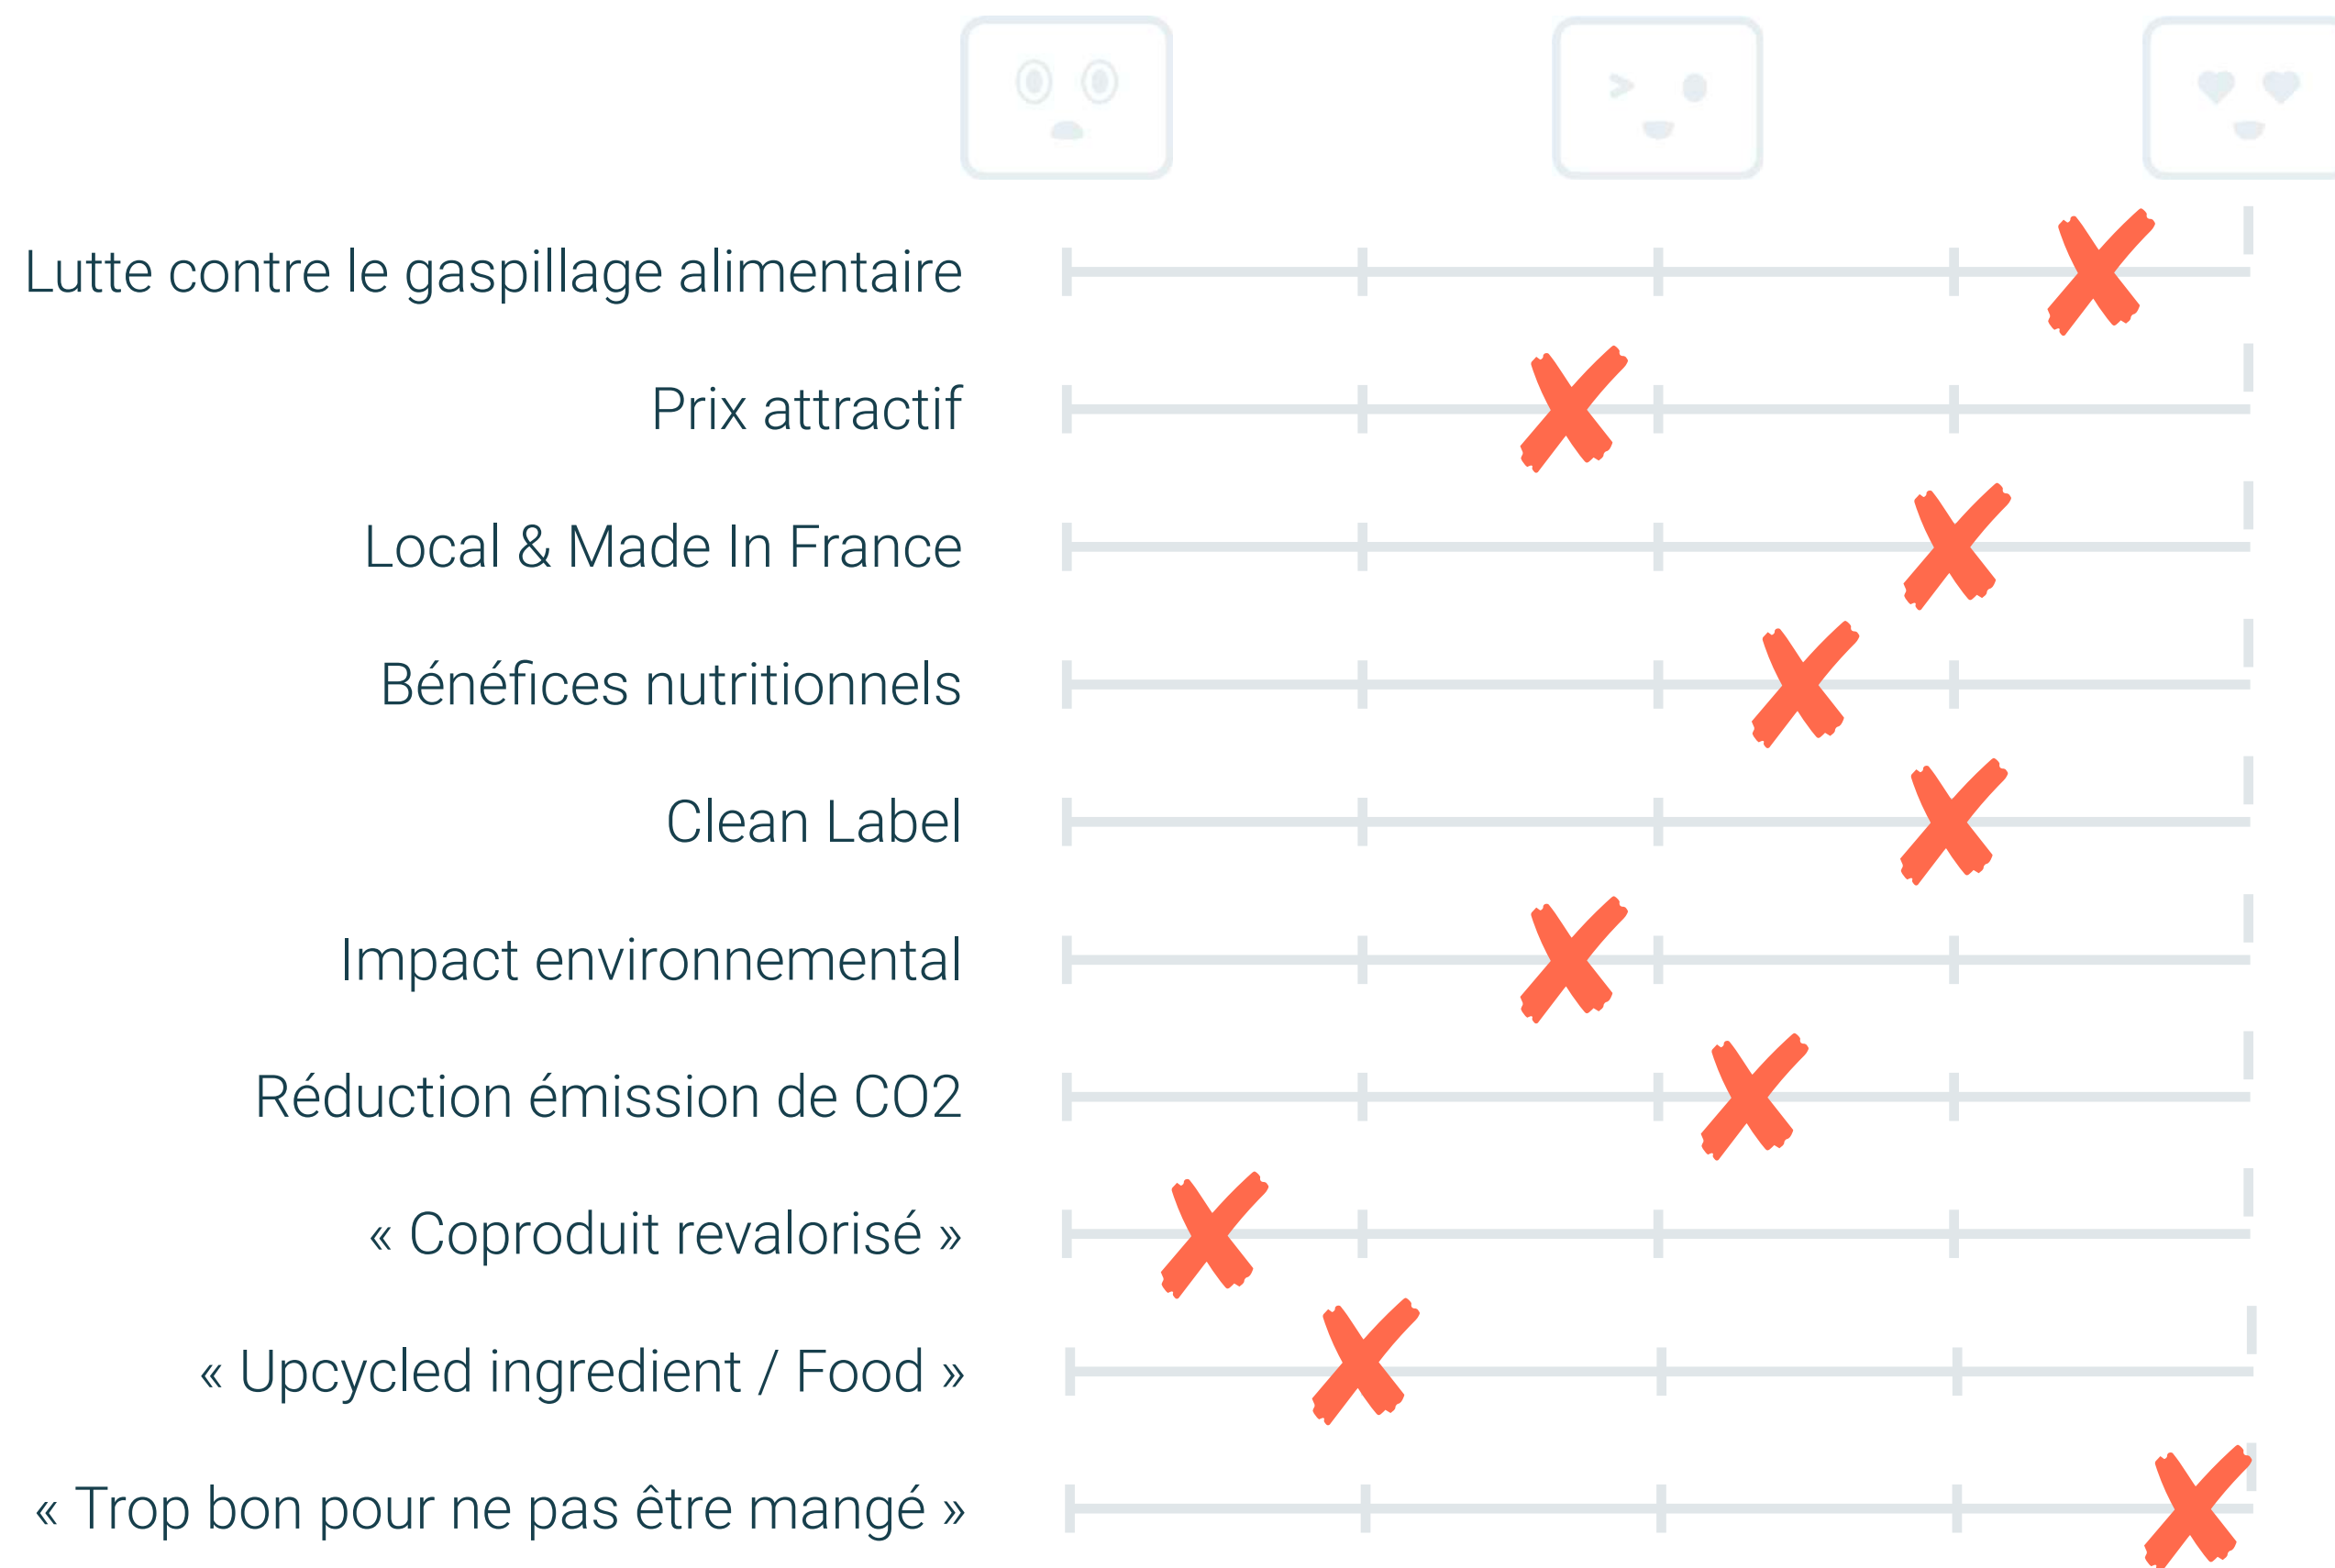 Lutte contre le gaspillage alimentaire
Prix attractif
Local & Made In France
Bénéfices nutritionnels
Clean Label
Impact environnnemental
Réduction émission de CO2
« Coproduit revalorisé »
« Upcycled ingredient / Food »
« Trop bon pour ne pas être mangé »